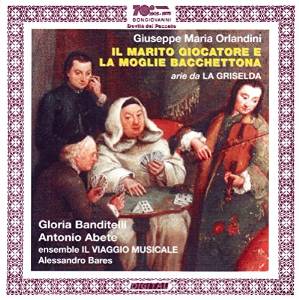 BONGIOVANNI
Giuseppe Maria Orlandini
IL MARITO GIOCATORE E
LA MOGLIE BACCHETTONA
arie da LA GRISELDA
Gloria Banditelli
Antonio Abete
ensemble IL VIAGGIO MUSICALE
Alessandro Bares
DIGITAL